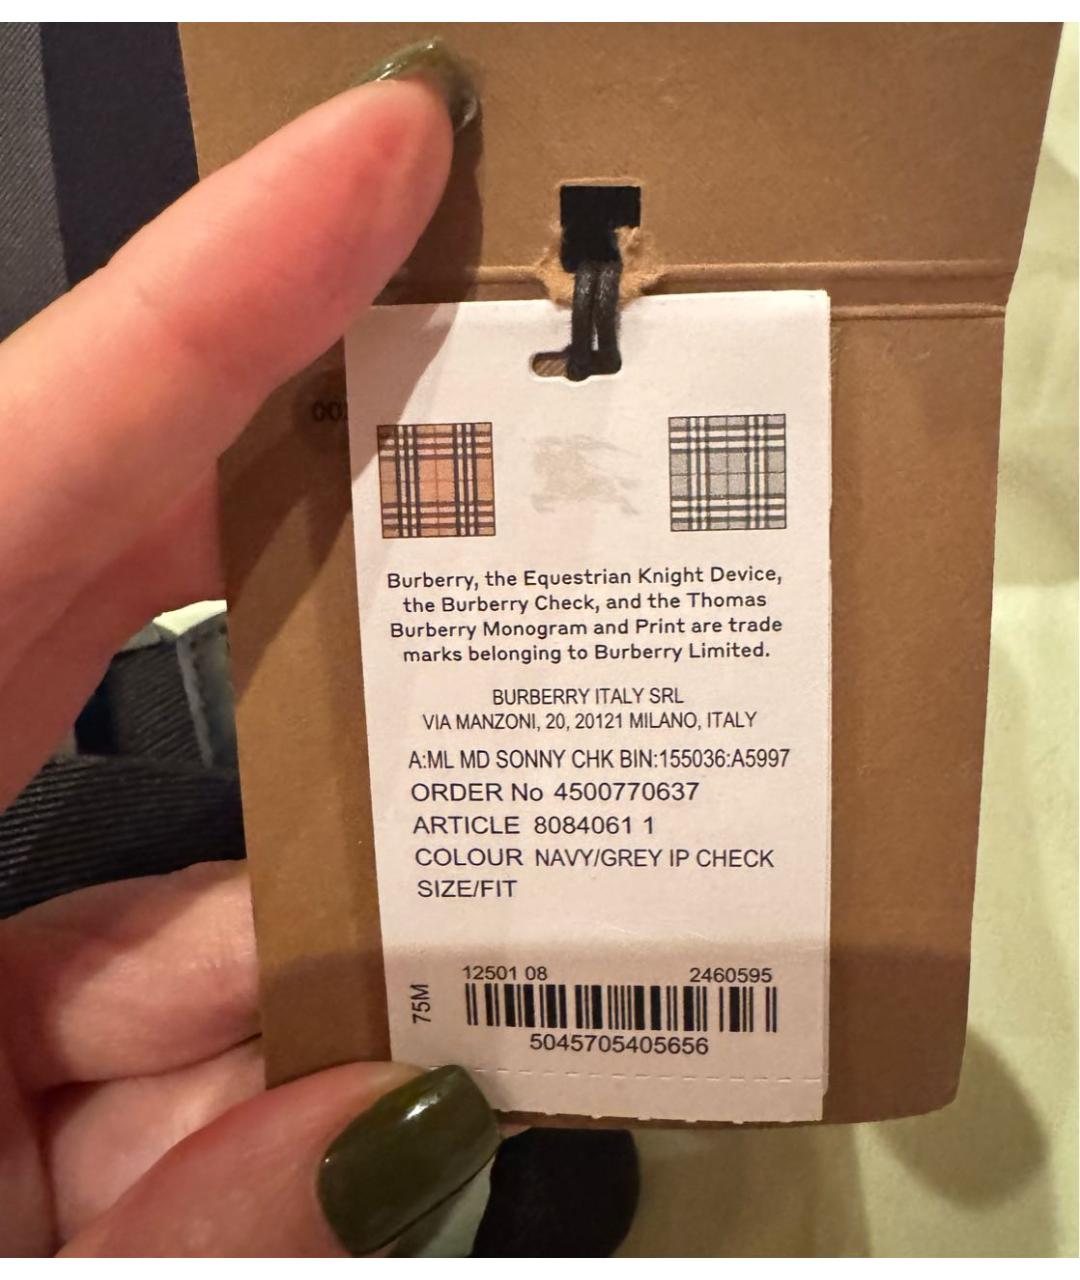 00
Burberry, the Equestrian Knight Device,
the Burberry Check, and the Thomas
Burberry Monogram and Print are trade
marks belonging to Burberry Limited.
BURBERRY ITALY SRL
VIA MANZONI, 20, 20121 MILANO, ITALY
A:ML MD SONNY CHK BIN:155036:A5997
ORDER No 4500770637
ARTICLE 8084061 1
COLOUR NAVY/GREY IP CHECK
SIZE/FIT
12501 08 2460595
75M
5045705405656